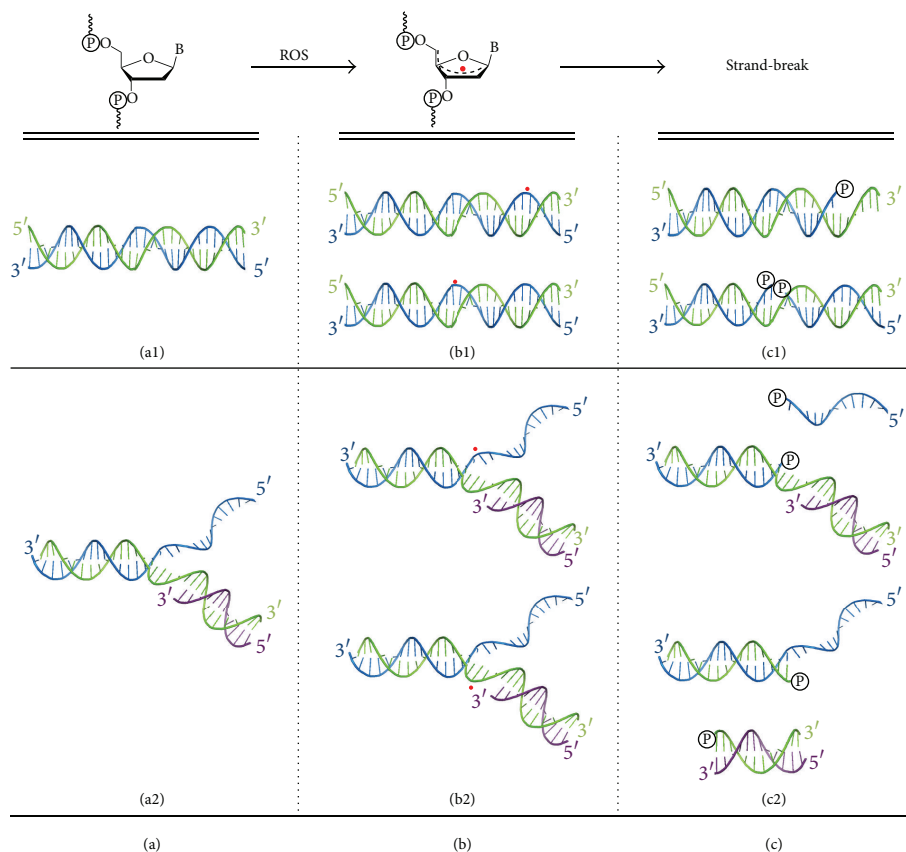 P O O B
P O
ROS
P O O B
P O
Strand-break
5′ 3′
3′ 5′
(a1)
5′ 3′
3′ 5′
5′ 3′
3′ 5′
(b1)
5′ P 3′
3′ 5′
5′ P P 3′
3′ 5′
(c1)
5′
3′
3′ 3′
5′
(a2)
5′
3′
3′
3′
5′
5′
3′
3′
3′
5′
(b2)
P 5′
3′ P
3′
3′
5′
5′
3′
P
P 3′
3′ 5′
(c2)
(a) (b) (c)